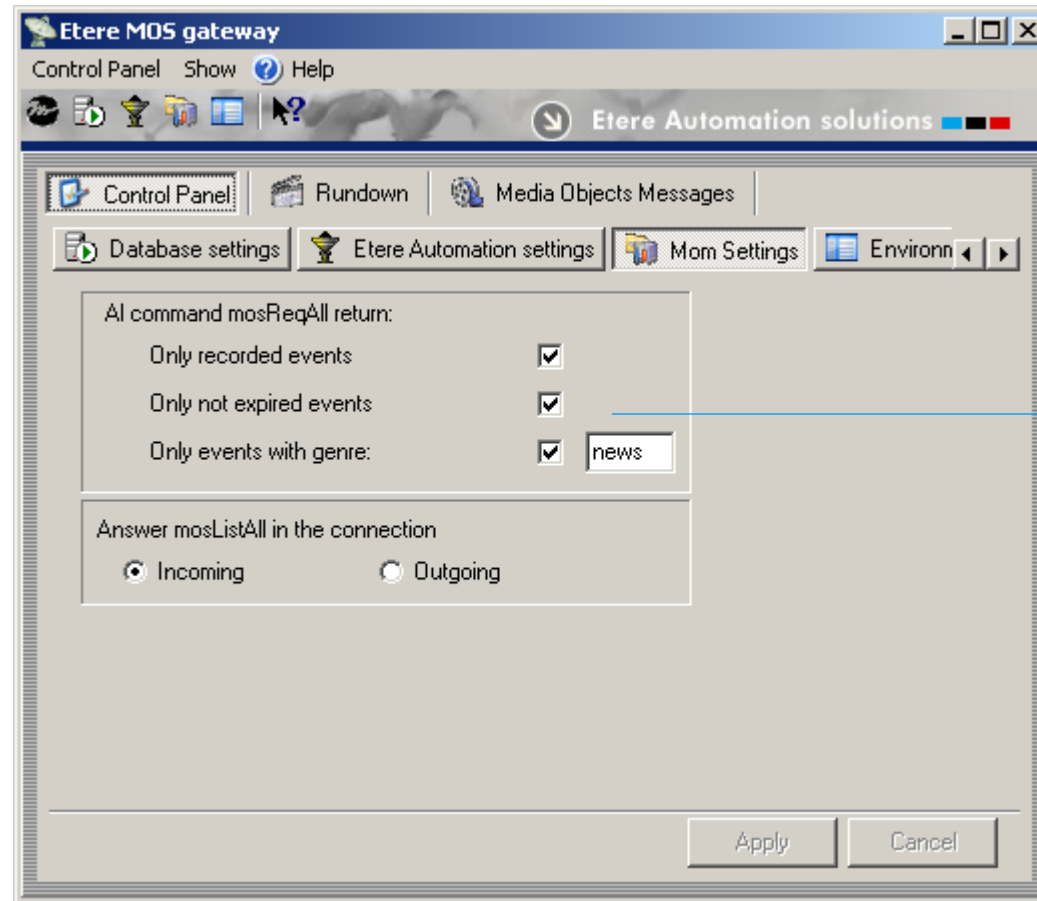 Etere MOS gateway
Control Panel Show Help
Etere Automation solutions
Control Panel Rundown Media Objects Messages
Database settings Etere Automation settings Mom Settings Environn
Al command mosReqAll return:
Only recorded events
Only not expired events
Only events with genre: news
Answer mosListAll in the connection
Incoming Outgoing
Apply Cancel